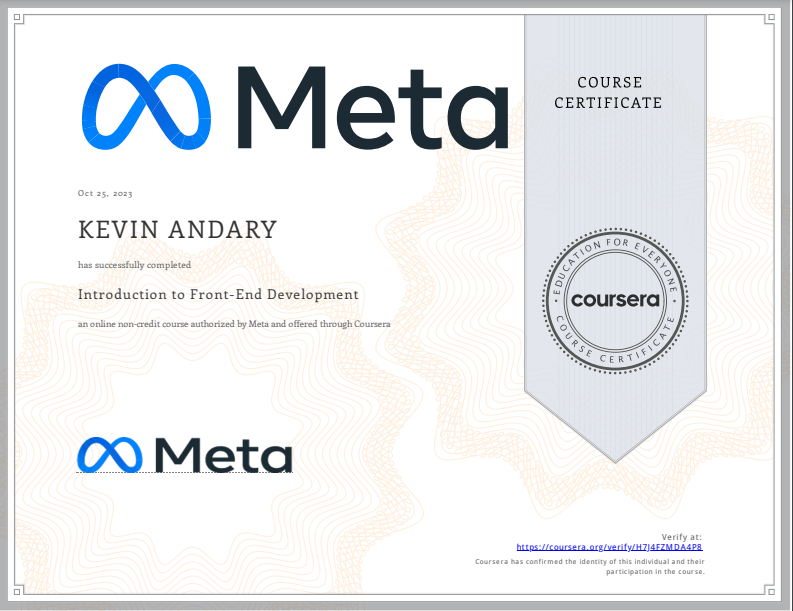 Meta
COURSE
CERTIFICATE
Oct 25, 2023
KEVIN ANDARY
has successfully completed
Introduction to Front-End Development
an online non-credit course authorized by Meta and offered through Coursera
EDUCATION FOR EVERYONE
coursera
COURSE CERTIFICATE
Meta
Verify at:
https://coursera.org/verify/H7J4FZMDA4P8
Coursera has confirmed the identity of this individual and their
participation in the course.